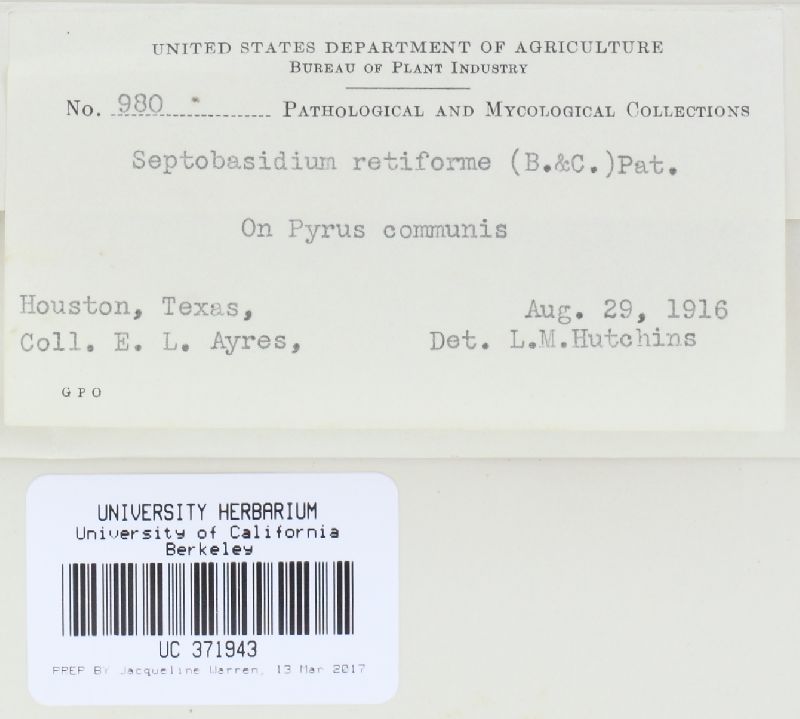 UNITED STATES DEPARTMENT OF AGRICULTURE
BUREAU OF PLANT INDUSTRY
No. 980 PATHOLOGICAL AND MYCOLOGICAL COLLECTIONS
Septobasidium retiforme (B.&C.)Pat.
On Pyrus communis
Houston, Texas, Aug. 29, 1916
Coll. E. L. Ayres, Det. L.M.Hutchins
GPO
UNIVERSITY HERBARIUM
University of California
Berkeley
UC 371943
PREP BY Jacqueline Warren, 13 Mar 2017